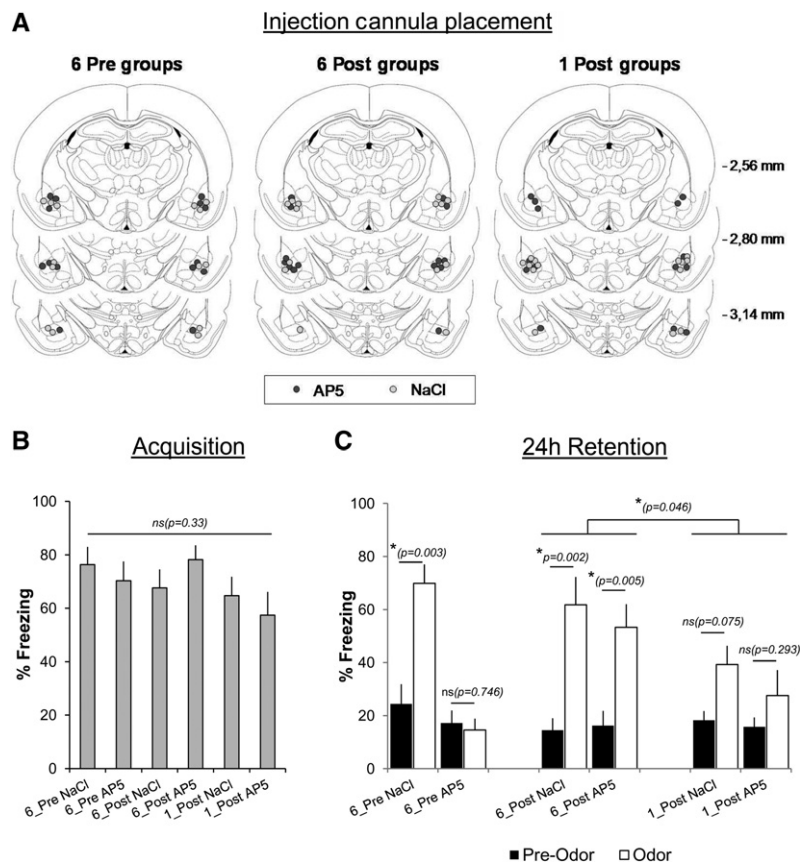 A
Injection cannula placement
6 Pre groups
6 Post groups
1 Post groups
- 2,56 mm
- 2,80 mm
- 3,14 mm
AP5
NaCl
B
Acquisition
% Freezing
100
80
60
40
20
0
ns(p=0.33)
6_Pre NaCl
6_Pre AP5
6_Post NaCl
6_Post AP5
1_Post NaCl
1_Post AP5
C
24h Retention
% Freezing
100
80
60
40
20
0
*(p=0.003)
ns(p=0.746)
*(p=0.002)
*(p=0.005)
*(p=0.046)
ns(p=0.075)
ns(p=0.293)
6_Pre NaCl
6_Pre AP5
6_Post NaCl
6_Post AP5
1_Post NaCl
1_Post AP5
Pre-Odor
Odor